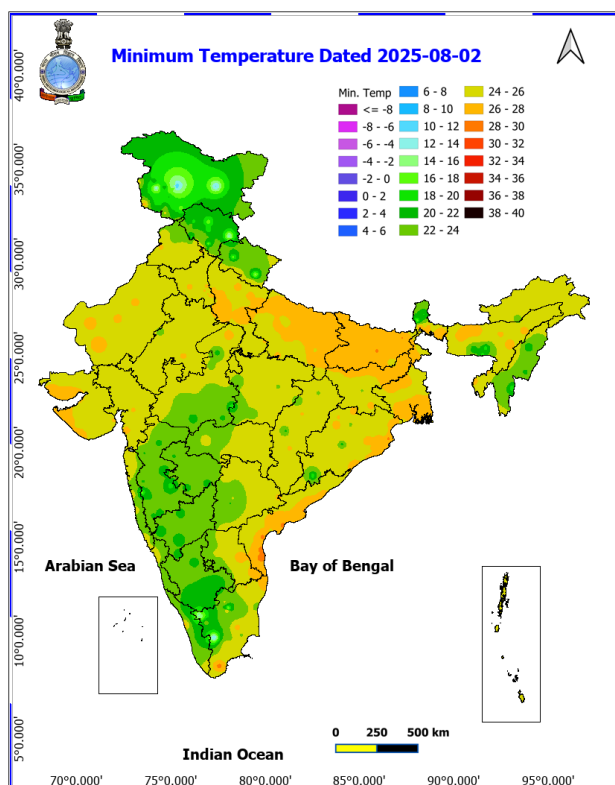 Minimum Temperature Dated 2025-08-02
Min. Temp
<= -8
-8 - -6
-6 - -4
-4 - -2
-2 - 0
0 - 2
2 - 4
4 - 6
6 - 8
8 - 10
10 - 12
12 - 14
14 - 16
16 - 18
18 - 20
20 - 22
22 - 24
24 - 26
26 - 28
28 - 30
30 - 32
32 - 34
34 - 36
36 - 38
38 - 40
40°0.000'
35°0.000'
30°0.000'
25°0.000'
20°0.000'
15°0.000'
10°0.000'
5°0.000'
Arabian Sea
Bay of Bengal
Indian Ocean
0 250 500 km
70°0.000' 75°0.000' 80°0.000' 85°0.000' 90°0.000' 95°0.000'